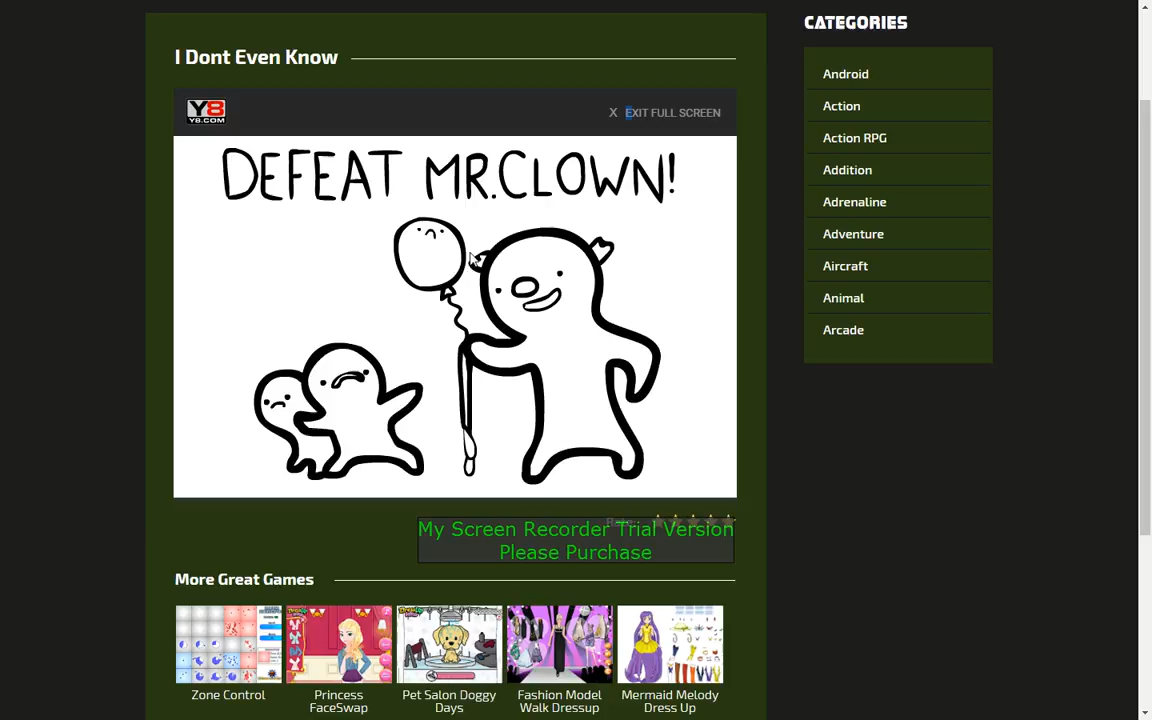 CATEGORIES
I Dont Even Know
Y8
Y8.COM
X EXIT FULL SCREEN
DEFEAT MR.CLOWN!
Android
Action
Action RPG
Addition
Adrenaline
Adventure
Aircraft
Animal
Arcade
Rate:
My Screen Recorder Trial Version
Please Purchase
More Great Games
Zone Control
Princess
FaceSwap
Pet Salon Doggy
Days
Fashion Model
Walk Dressup
Mermaid Melody
Dress Up